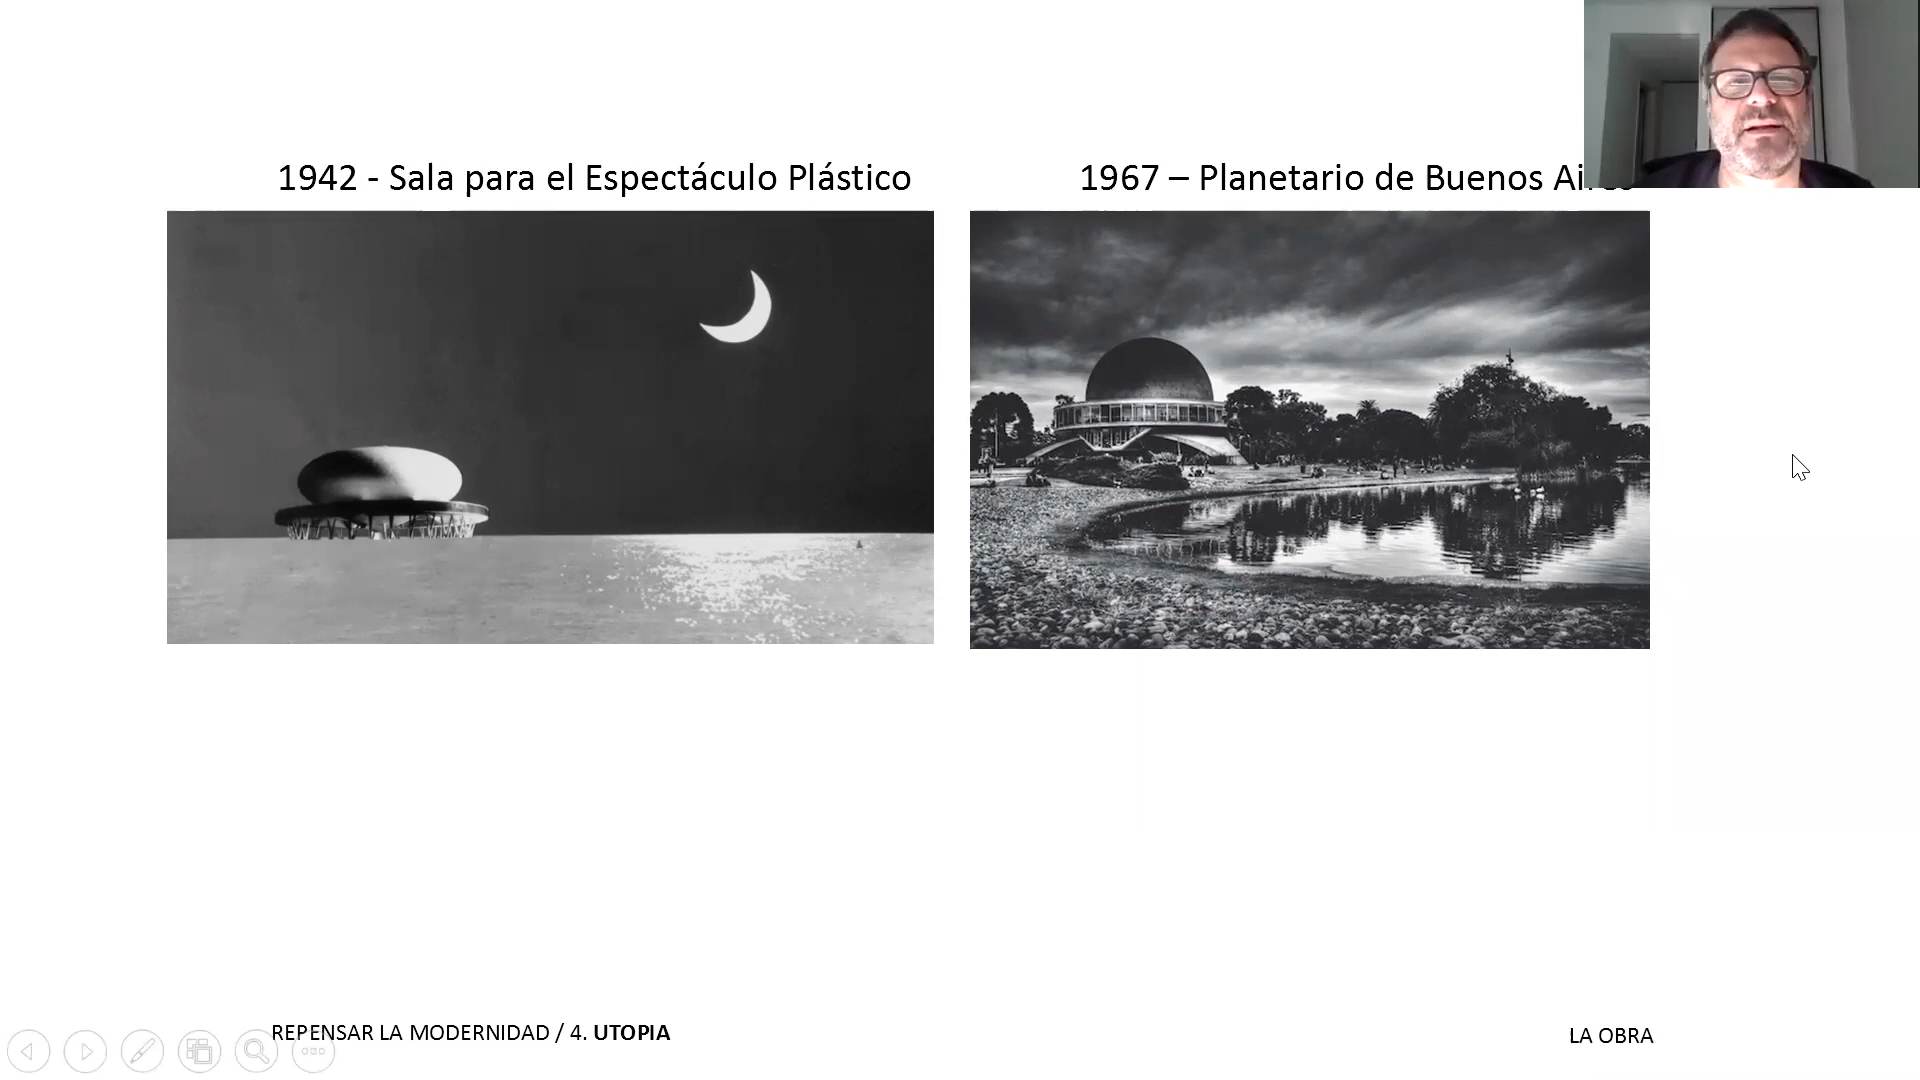 1942 - Sala para el Espectáculo Plástico
1967 – Planetario de Buenos
REPENSAR LA MODERNIDAD / 4. UTOPIA
LA OBRA